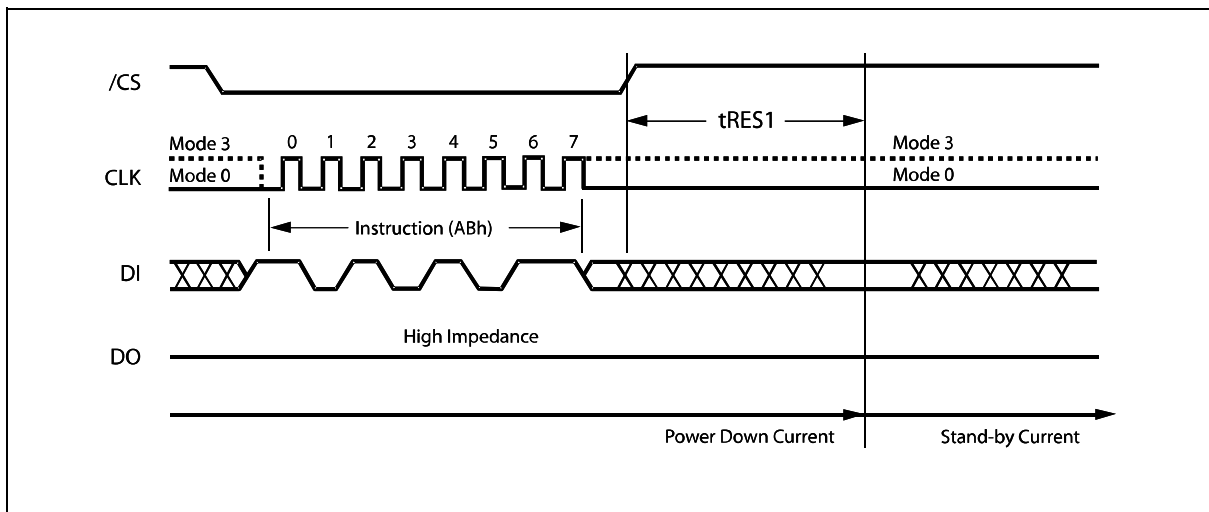 /CS
tRES1
Mode 3 0 1 2 3 4 5 6 7 Mode 3
CLK Mode 0 Mode 0
Instruction (ABh)
DI
High Impedance
DO
Power Down Current Stand-by Current